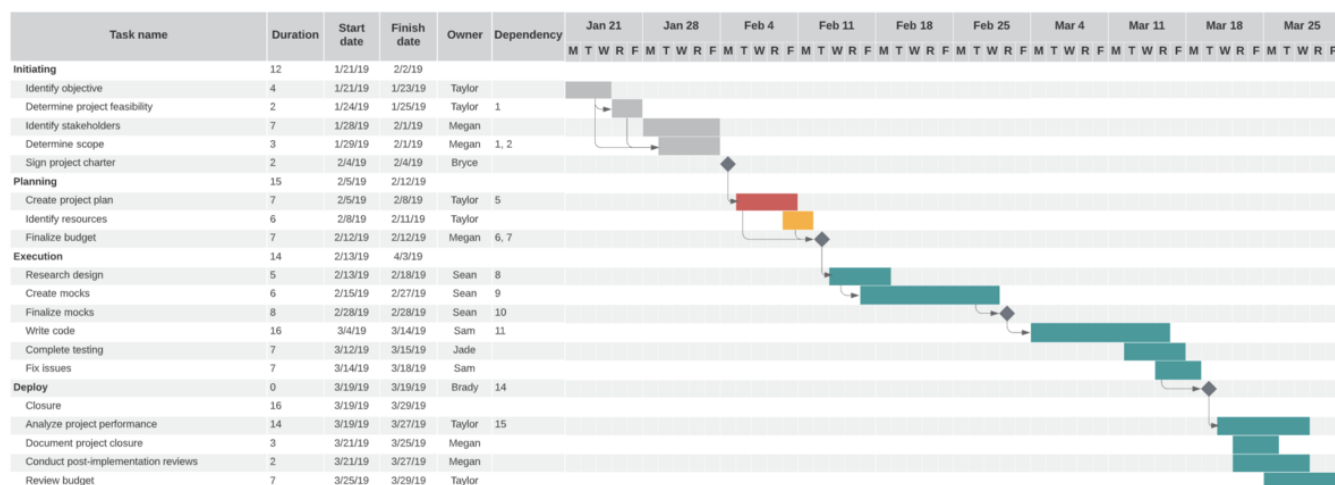 Task name Duration Start date Finish date Owner Dependency Jan 21 Jan 28 Feb 4 Feb 11 Feb 18 Feb 25 Mar 4 Mar 11 Mar 18 Mar 25
M T W R F M T W R F M T W R F M T W R F M T W R F M T W R F M T W R F M T W R F M T W R F M T W R F
Initiating 12 1/21/19 2/2/19
Identify objective 4 1/21/19 1/23/19 Taylor
Determine project feasibility 2 1/24/19 1/25/19 Taylor 1
Identify stakeholders 7 1/28/19 2/1/19 Megan
Determine scope 3 1/29/19 2/1/19 Megan 1, 2
Sign project charter 2 2/4/19 2/4/19 Bryce
Planning 15 2/5/19 2/12/19
Create project plan 7 2/5/19 2/8/19 Taylor 5
Identify resources 6 2/8/19 2/11/19 Taylor
Finalize budget 7 2/12/19 2/12/19 Megan 6, 7
Execution 14 2/13/19 4/3/19
Research design 5 2/13/19 2/18/19 Sean 8
Create mocks 6 2/15/19 2/27/19 Sean 9
Finalize mocks 8 2/28/19 2/28/19 Sean 10
Write code 16 3/4/19 3/14/19 Sam 11
Complete testing 7 3/12/19 3/15/19 Jade
Fix issues 7 3/14/19 3/18/19 Sam
Deploy 0 3/19/19 3/19/19 Brady 14
Closure 16 3/19/19 3/29/19
Analyze project performance 14 3/19/19 3/27/19 Taylor 15
Document project closure 3 3/21/19 3/25/19 Megan
Conduct post-implementation reviews 2 3/21/19 3/27/19 Megan
Review budget 7 3/25/19 3/29/19 Taylor